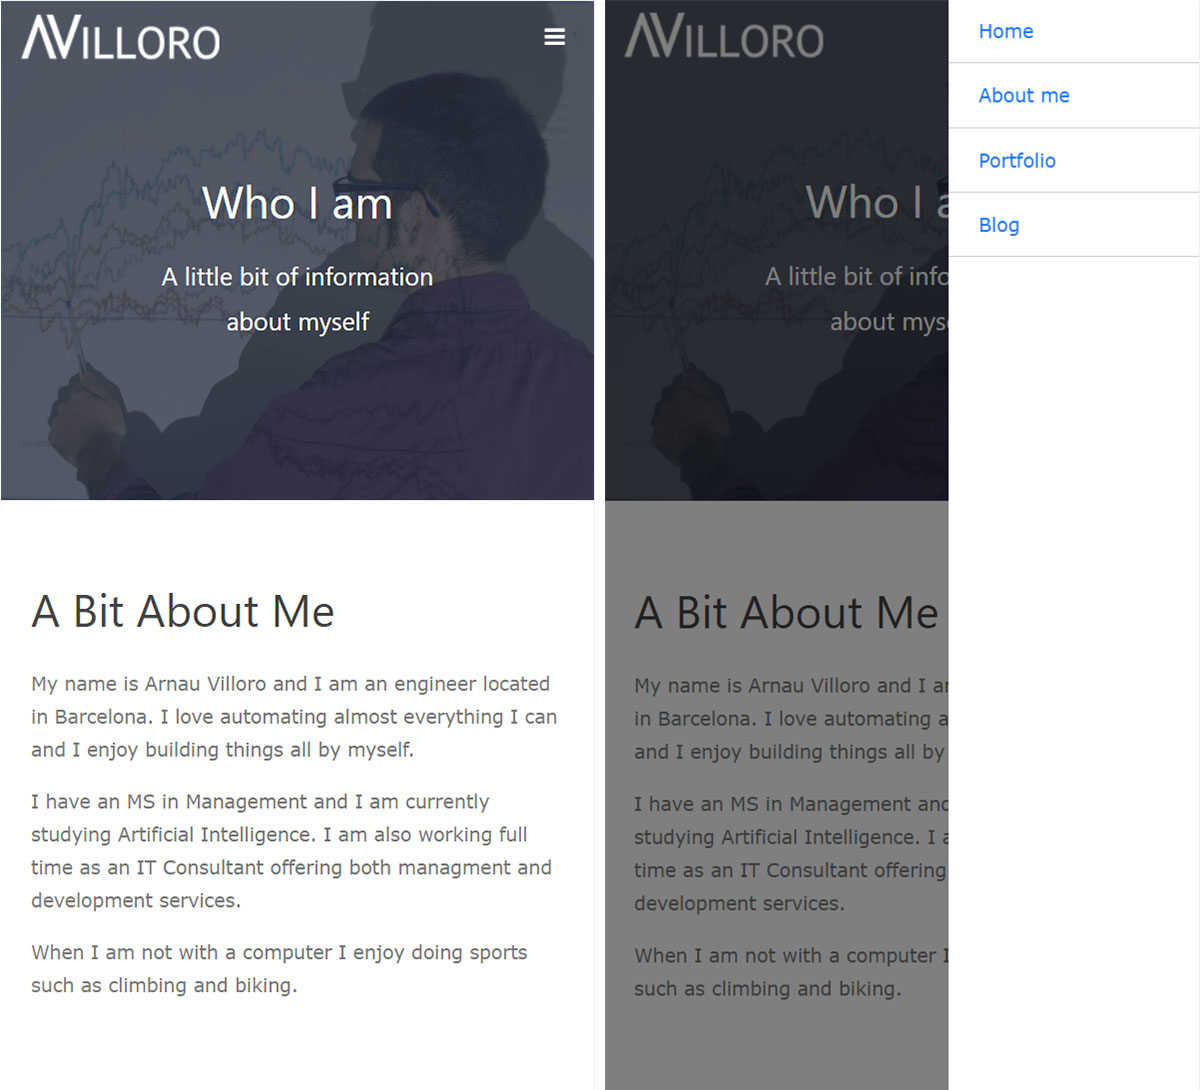 AVILLORO
Who I am
A little bit of information
about myself
A Bit About Me
My name is Arnau Villoro and I am an engineer located
in Barcelona. I love automating almost everything I can
and I enjoy building things all by myself.
I have an MS in Management and I am currently
studying Artificial Intelligence. I am also working full
time as an IT Consultant offering both managment and
development services.
When I am not with a computer I enjoy doing sports
such as climbing and biking.
AVILLORO
Who I a
A little bit of info
about mys
A Bit About Me
My name is Arnau Villoro and I a
in Barcelona. I love automating a
and I enjoy building things all by
I have an MS in Management and
studying Artificial Intelligence. I a
time as an IT Consultant offering
development services.
When I am not with a computer I
such as climbing and biking.
Home
About me
Portfolio
Blog